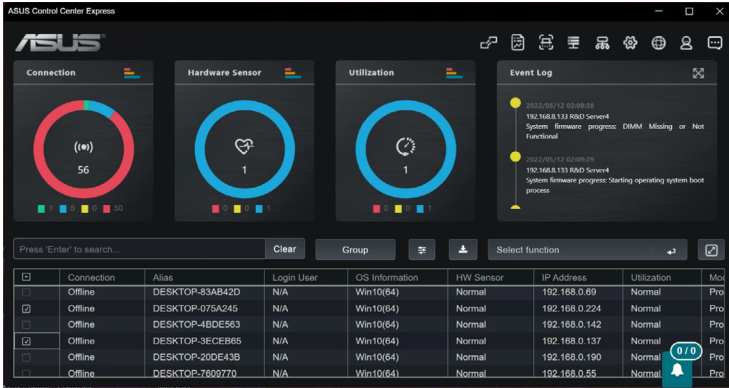 ASUS Control Center Express
ASUS
Connection
Hardware Sensor
Utilization
Event Log
56
1 5 0 50
1
0 0 1
1
0 0 1
2022/05/12 02:09:38
192.168.8.133 R&D Server4
System firmware progress: DIMM Missing or Not
Functional
2022/05/12 02:09:29
192.168.8.133 R&D Server4
System firmware progress: Starting operating system boot
process
Press 'Enter' to search...
Clear
Group
Select function
Connection Alias Login User OS Information HW Sensor IP Address Utilization Mod
Offline DESKTOP-83AB42D N/A Win10(64) Normal 192.168.0.69 Normal Pro
Offline DESKTOP-075A245 N/A Win10(64) Normal 192.168.0.224 Normal Pro
Offline DESKTOP-4BDE563 N/A Win10(64) Normal 192.168.0.142 Normal Pro
Offline DESKTOP-3ECEB65 N/A Win10(64) Normal 192.168.0.137 Normal Pro
Offline DESKTOP-20DE43B N/A Win10(64) Normal 192.168.0.190 Normal Pro
Offline DESKTOP-7609770 N/A Win10(64) Normal 192.168.0.55 Normal Pro
0 / 0